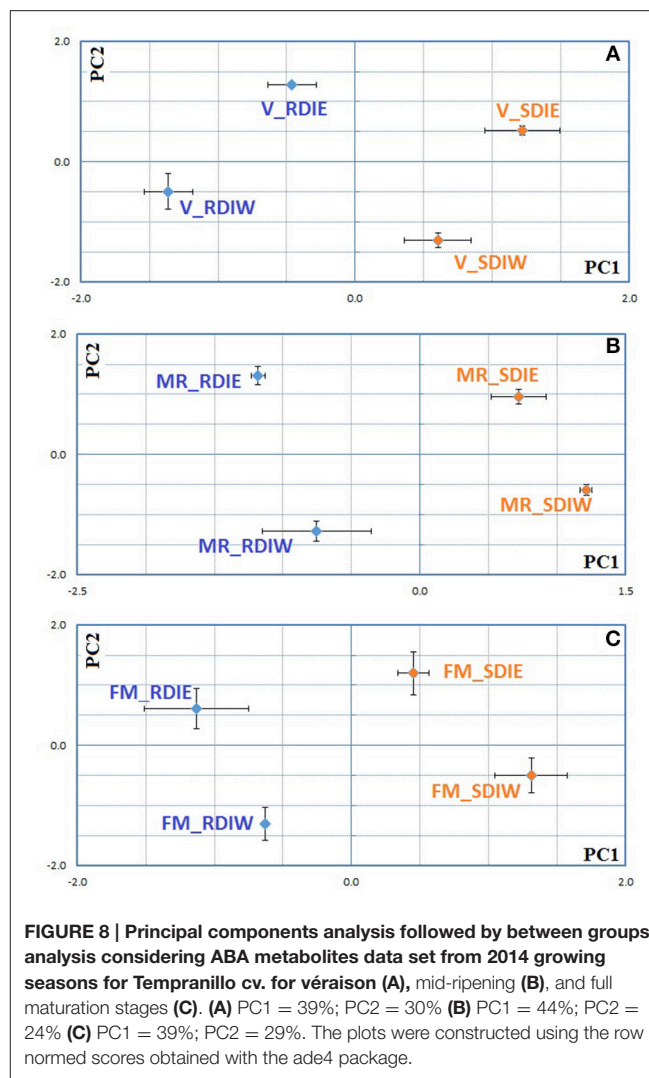 2.0
PC2
A
V_RDIE
V_SDIE
0.0
V_RDIW
V_SDIW
PC1
-2.0
-2.0 0.0 2.0
2.0
PC2
B
MR_RDIE
MR_SDIE
0.0
MR_SDIW
MR_RDIW
PC1
-2.0
-2.5 0.0 1.5
2.0
PC2
C
FM_SDIE
FM_RDIE
0.0
FM_SDIW
FM_RDIW
PC1
-2.0
-2.0 0.0 2.0
FIGURE 8 | Principal components analysis followed by between groups
analysis considering ABA metabolites data set from 2014 growing
seasons for Tempranillo cv. for véraison (A), mid-ripening (B), and full
maturation stages (C). (A) PC1 = 39%; PC2 = 30% (B) PC1 = 44%; PC2 =
24% (C) PC1 = 39%; PC2 = 29%. The plots were constructed using the row
normed scores obtained with the ade4 package.